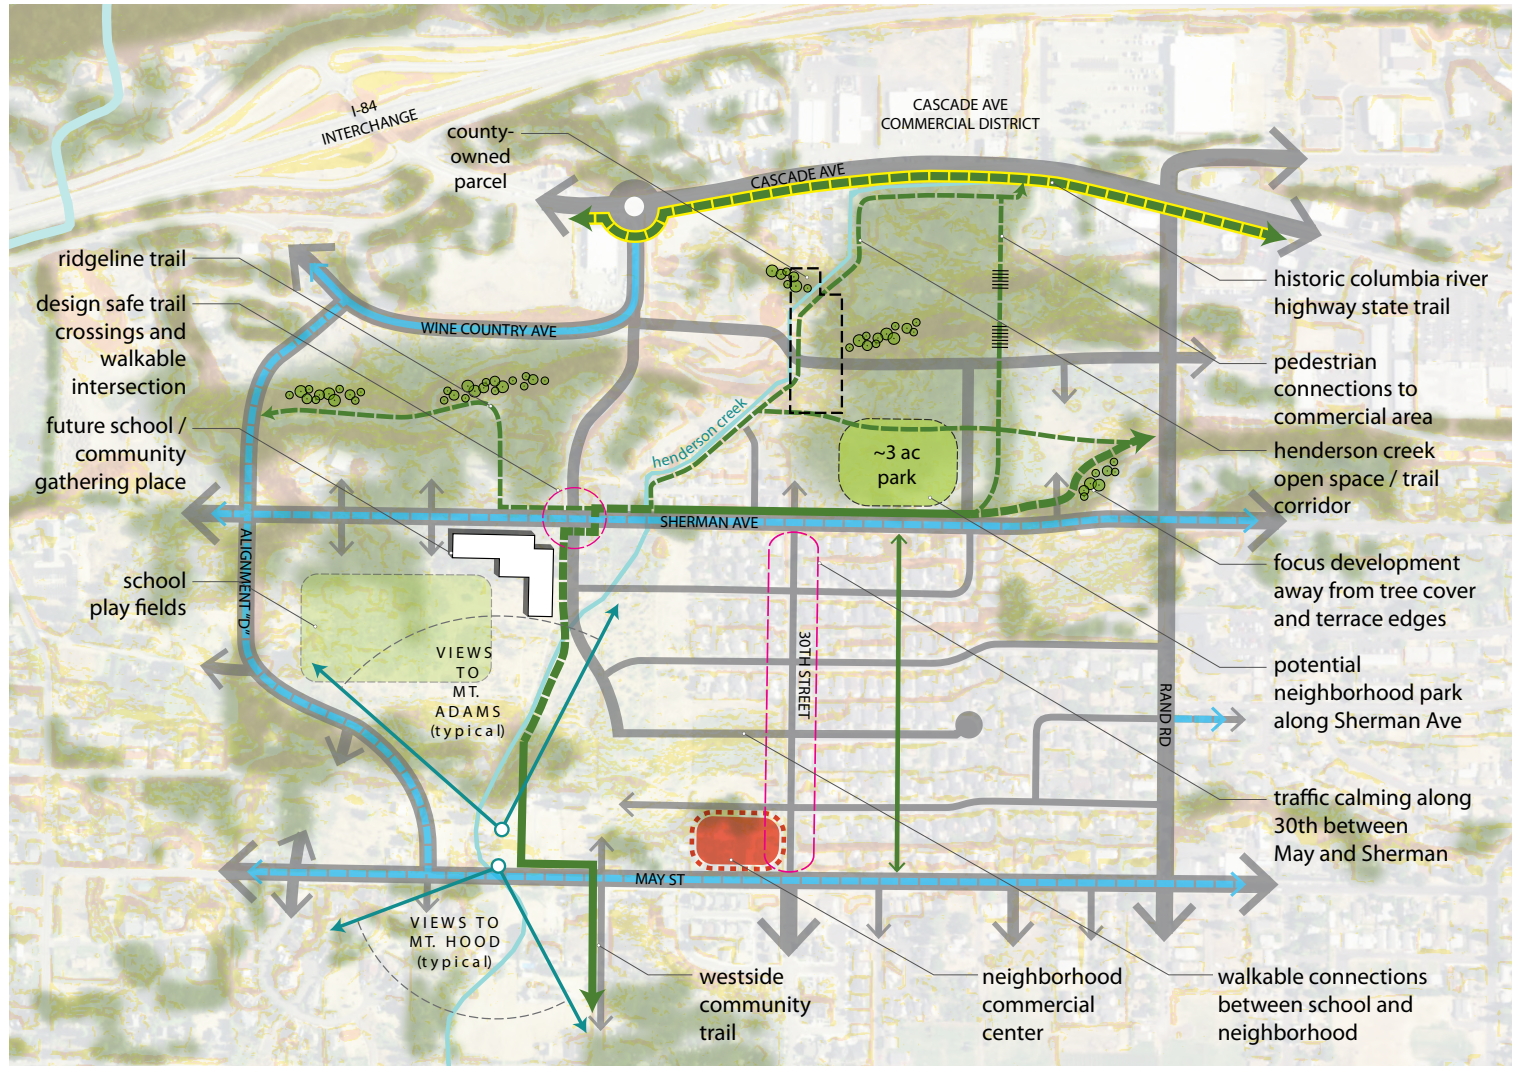 I-84
INTERCHANGE
CASCADE AVE
COMMERCIAL DISTRICT
county-
owned
parcel
CASCADE AVE
ridgeline trail
design safe trail
crossings and
walkable
intersection
future school /
community
gathering place
school
play fields
WINE COUNTRY AVE
henderson creek
~3 ac
park
SHERMAN AVE
ALIGNMENT "D"
VIEWS
TO
MT.
ADAMS
(typical)
30TH STREET
RAND RD
MAY ST
VIEWS TO
MT. HOOD
(typical)
historic columbia river
highway state trail
pedestrian
connections to
commercial area
henderson creek
open space / trail
corridor
focus development
away from tree cover
and terrace edges
potential
neighborhood park
along Sherman Ave
traffic calming along
30th between
May and Sherman
westside
community
trail
neighborhood
commercial
center
walkable connections
between school and
neighborhood